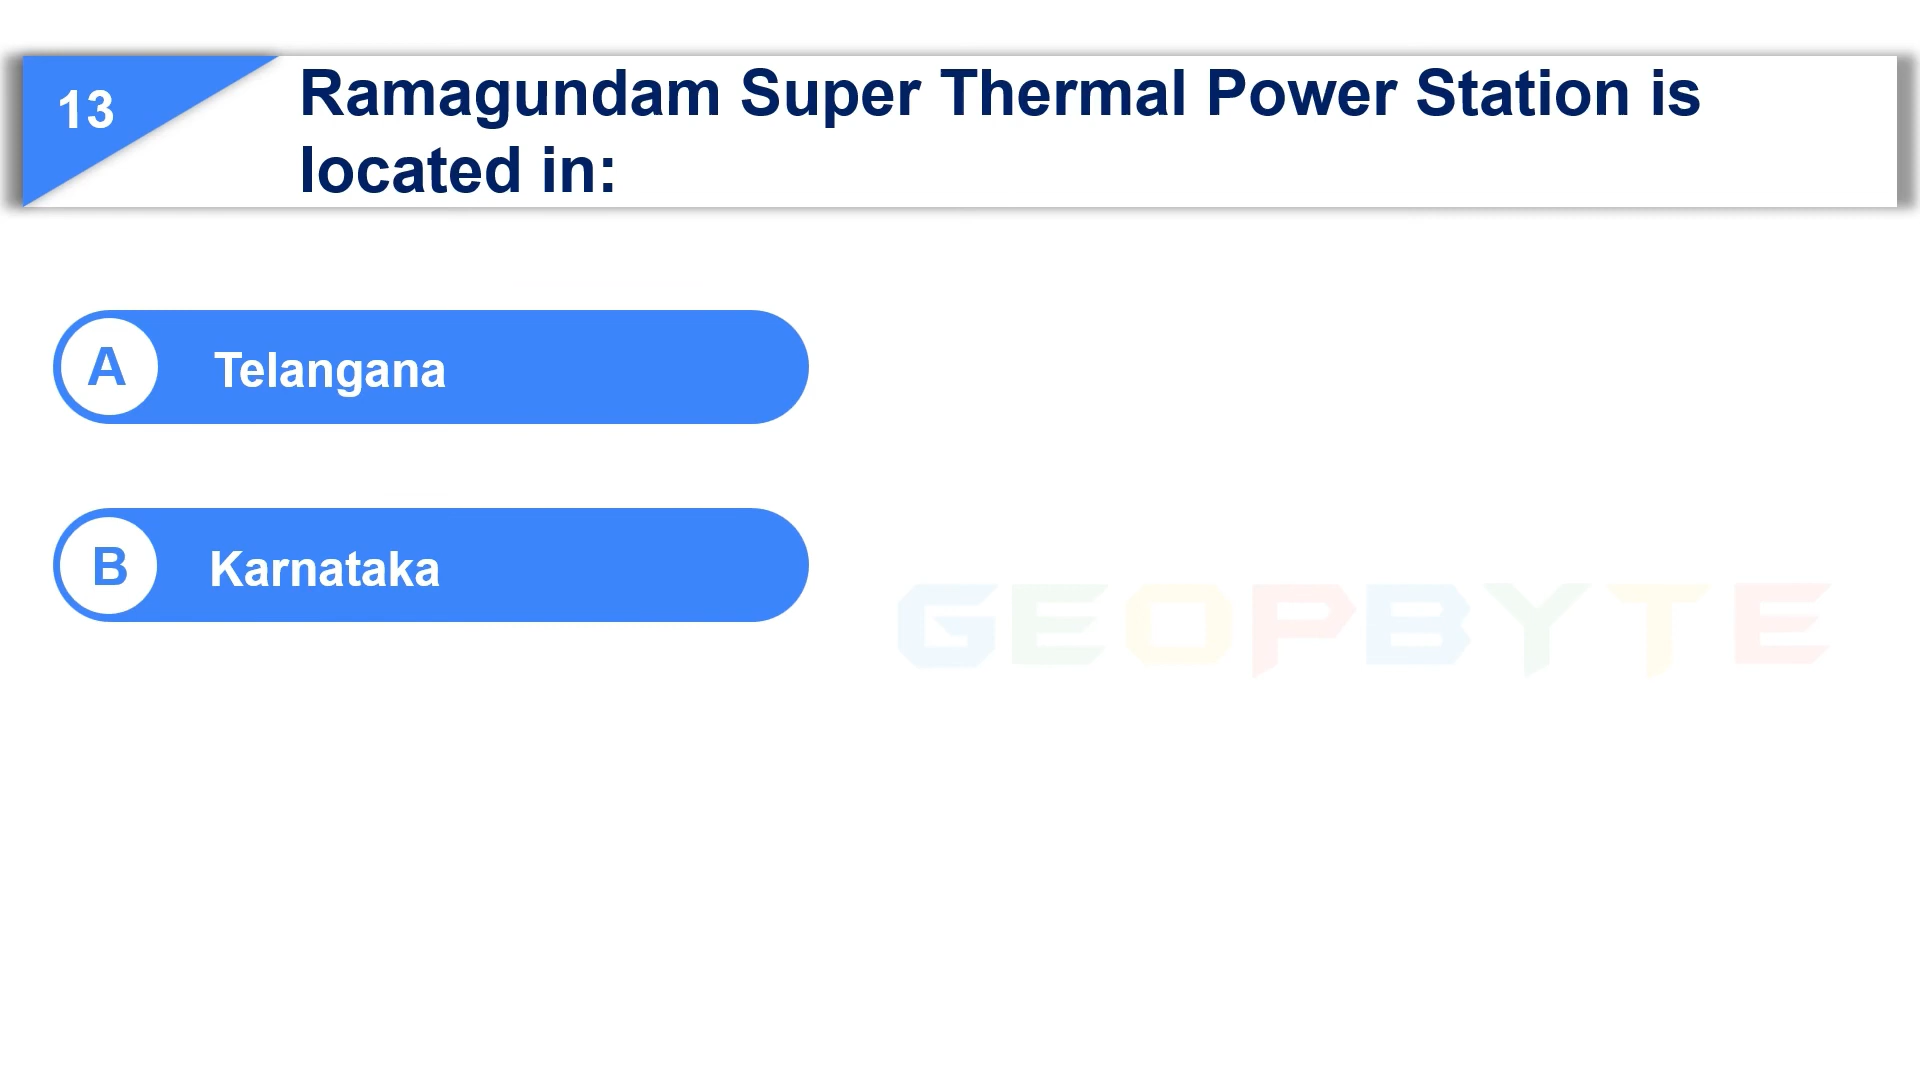 13
Ramagundam Super Thermal Power Station is
located in:
A Telangana
B Karnataka
GEOPBYTE